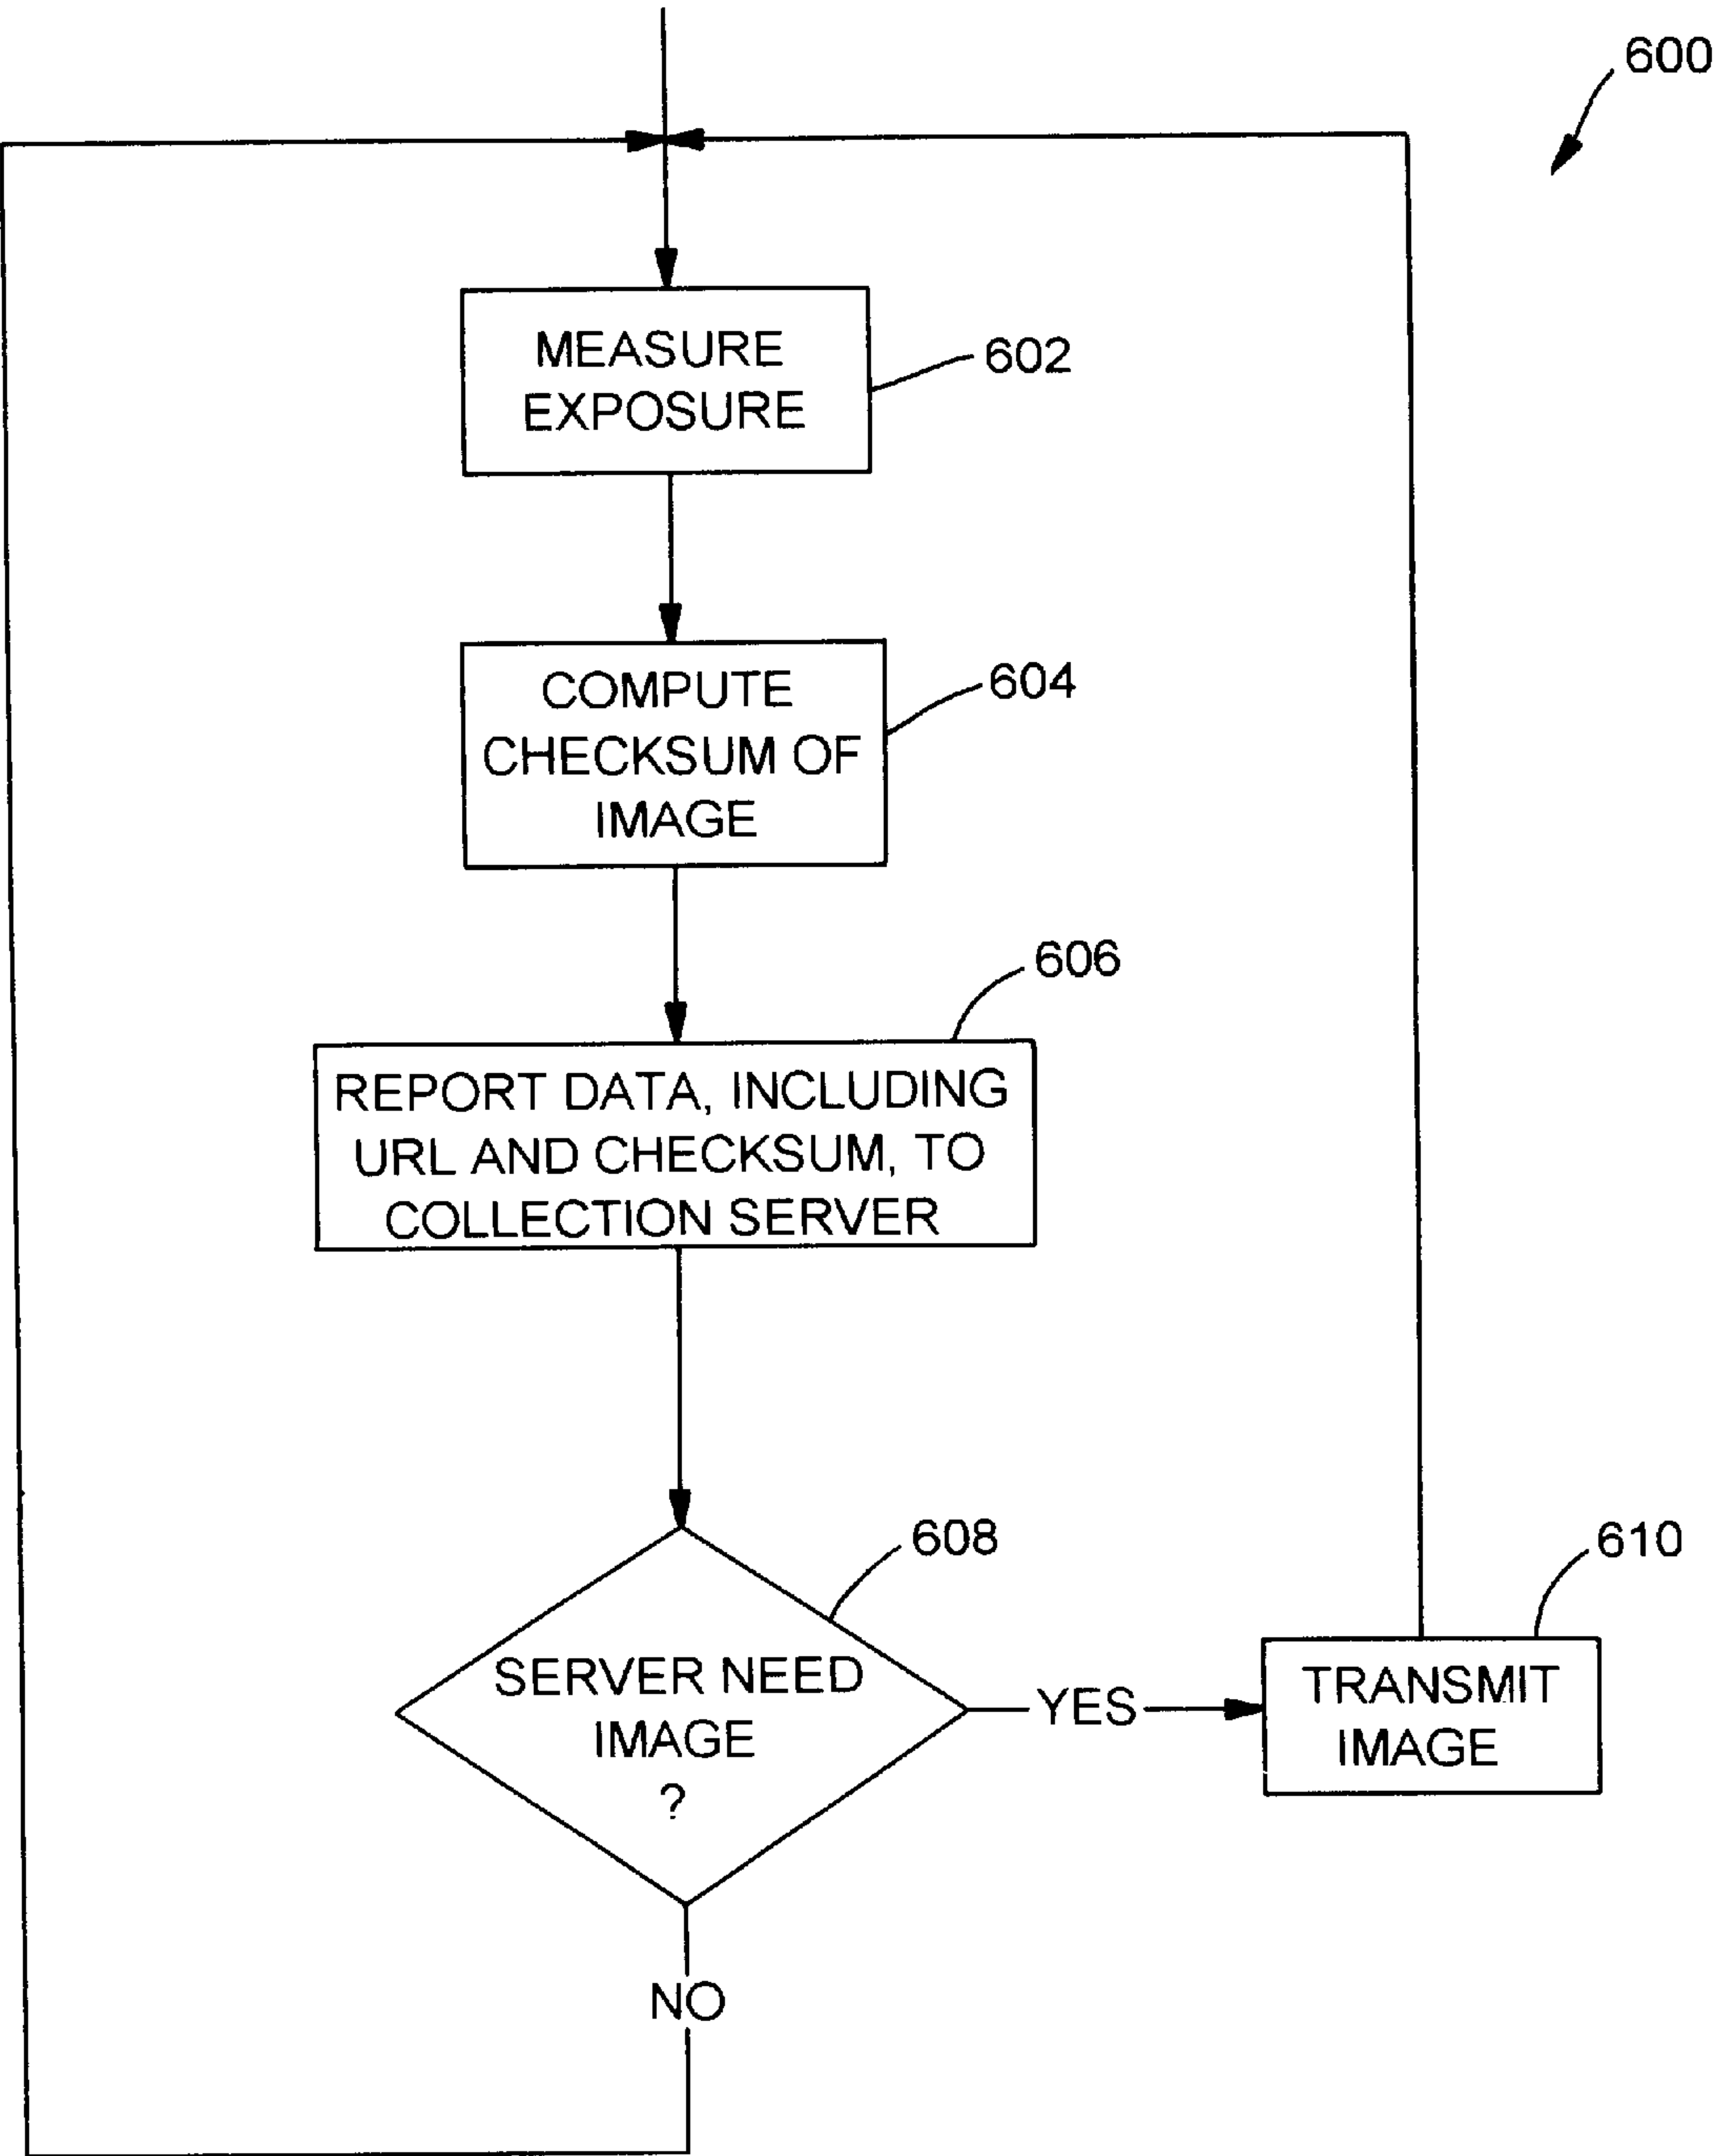 600
MEASURE
EXPOSURE
602
COMPUTE
CHECKSUM OF
IMAGE
604
606
REPORT DATA, INCLUDING
URL AND CHECKSUM, TO
COLLECTION SERVER
608
SERVER NEED
IMAGE
?
YES
610
TRANSMIT
IMAGE
NO